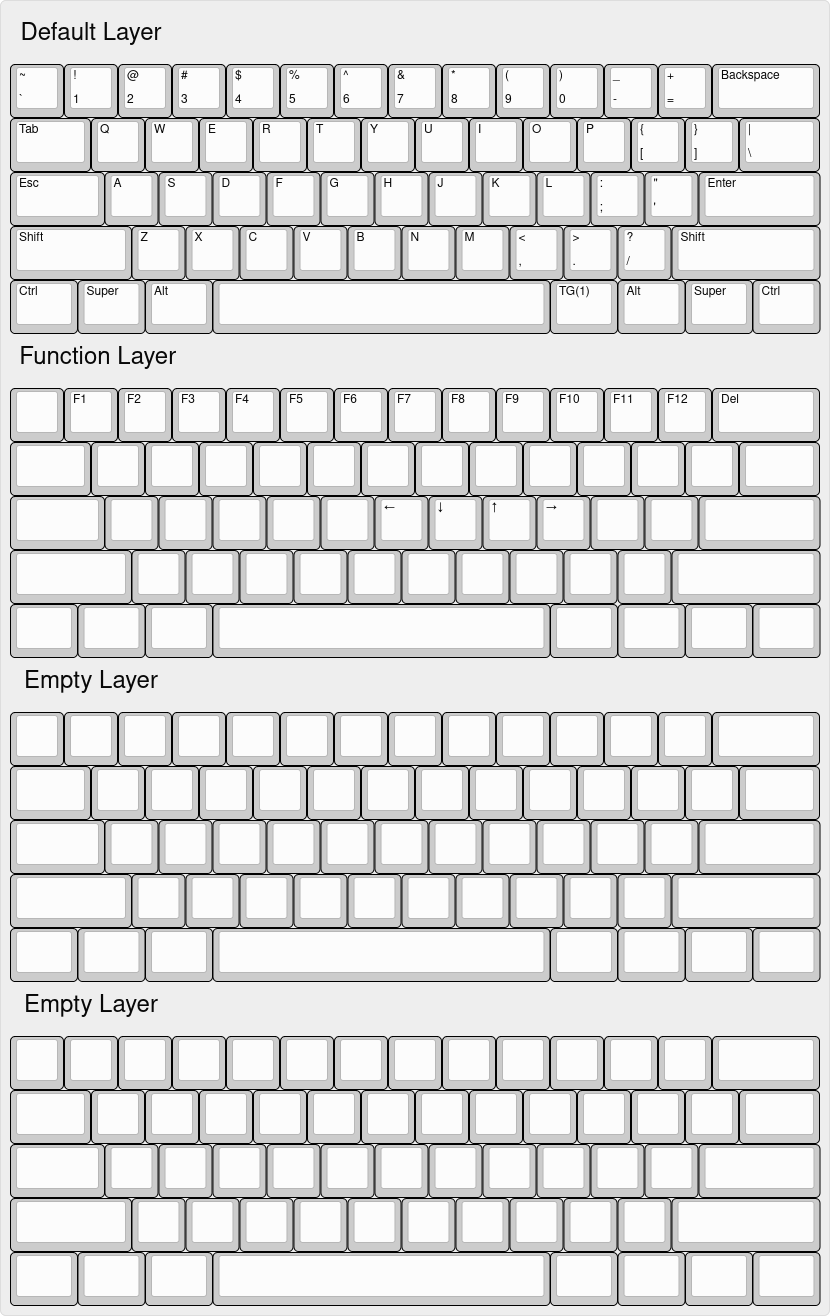 Default Layer
~ ! @ # $ % ^ & * ( ) _ + Backspace
` 1 2 3 4 5 6 7 8 9 0 - =
Tab Q W E R T Y U I O P { } |
[ ] \
Esc A S D F G H J K L : " Enter
; '
Shift Z X C V B N M < > ? Shift
, . /
Ctrl Super Alt TG(1) Alt Super Ctrl
Function Layer
F1 F2 F3 F4 F5 F6 F7 F8 F9 F10 F11 F12 Del
← ↓ ↑ →
Empty Layer
Empty Layer